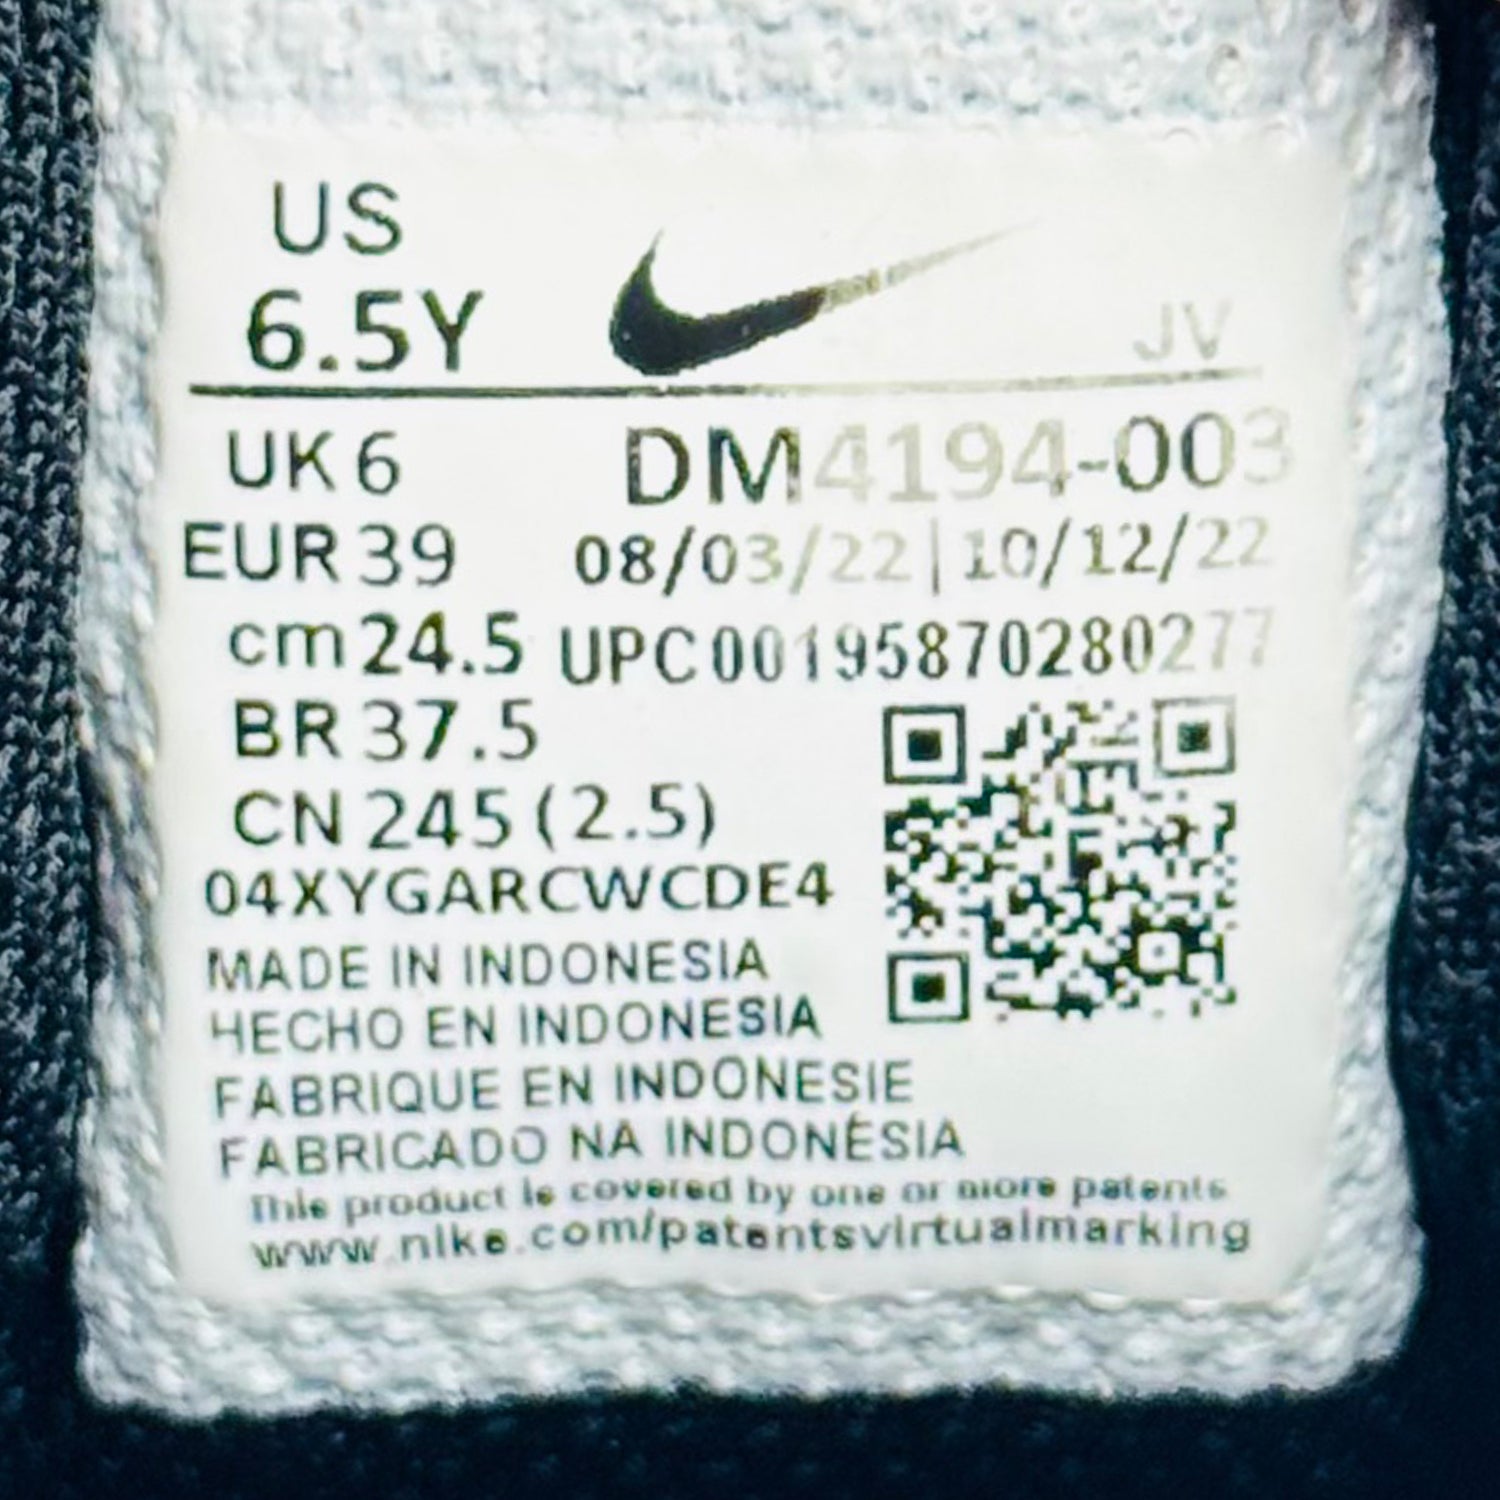 US
6.5Y
JV
UK 6
DM4194-003
EUR 39
08/03/22|10/12/22
cm 24.5
UPC00195870280277
BR 37.5
CN 245 (2.5)
04XYGARCWCDE4
MADE IN INDONESIA
HECHO EN INDONESIA
FABRIQUE EN INDONESIE
FABRICADO NA INDONÉSIA
This product is covered by one or more patents
www.nike.com/patentsvirtualmarking